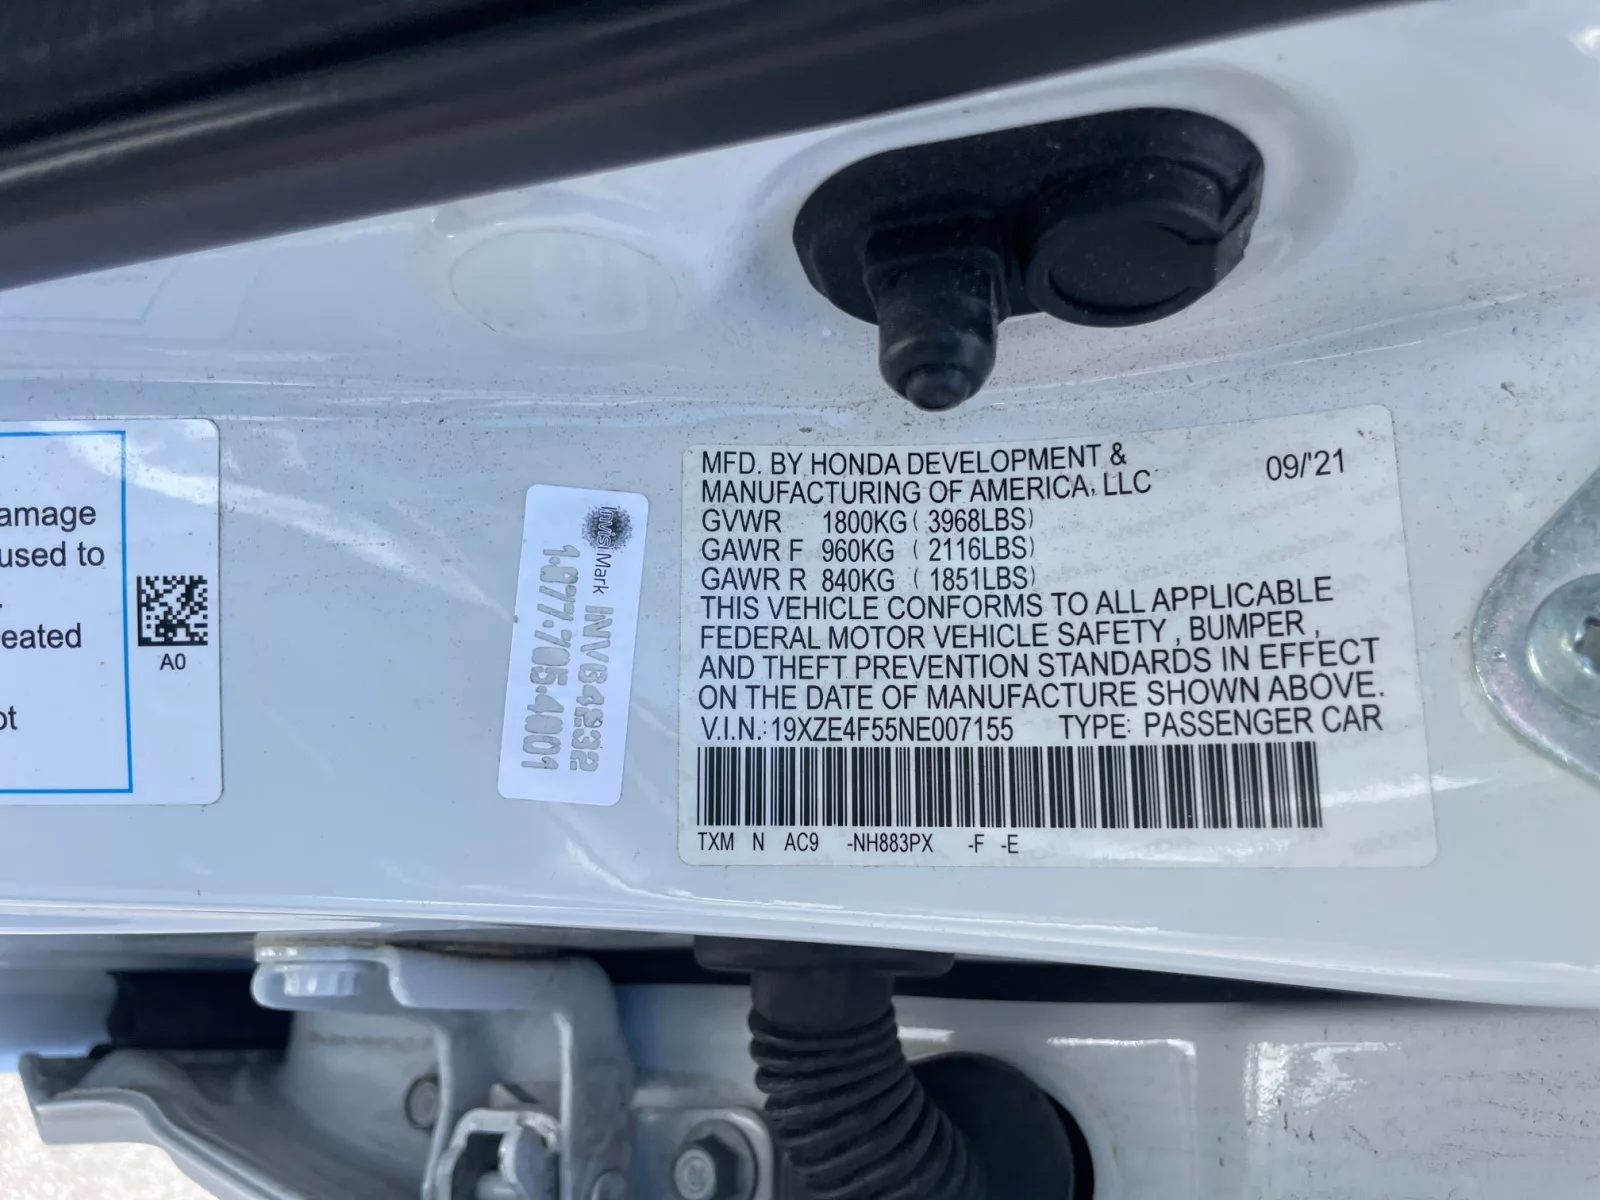 amage
used to
eated
ot
A0
InvisiMark INVB4232
1.877.705.4001
MFD. BY HONDA DEVELOPMENT &
MANUFACTURING OF AMERICA, LLC 09/'21
GVWR 1800KG ( 3968LBS)
GAWR F 960KG ( 2116LBS)
GAWR R 840KG ( 1851LBS)
THIS VEHICLE CONFORMS TO ALL APPLICABLE
FEDERAL MOTOR VEHICLE SAFETY , BUMPER ,
AND THEFT PREVENTION STANDARDS IN EFFECT
ON THE DATE OF MANUFACTURE SHOWN ABOVE.
V.I.N.: 19XZE4F55NE007155 TYPE: PASSENGER CAR
TXM N AC9 -NH883PX -F -E